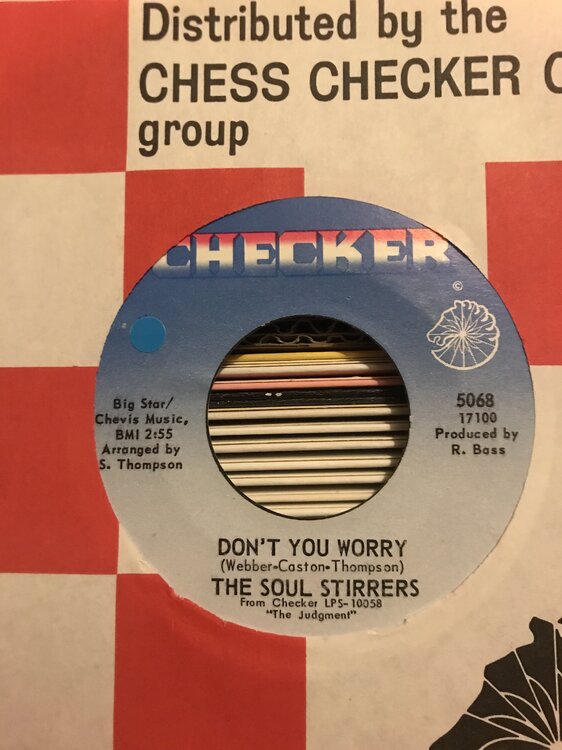 Distributed by the
CHESS CHECKER
group
CHECKER
©
Big Star/
Chevis Music,
BMI 2:55
Arranged by
S. Thompson
5068
17100
Produced by
R. Bass
DON'T YOU WORRY
(Webber-Caston-Thompson)
THE SOUL STIRRERS
From Checker LPS-10058
"The Judgment"